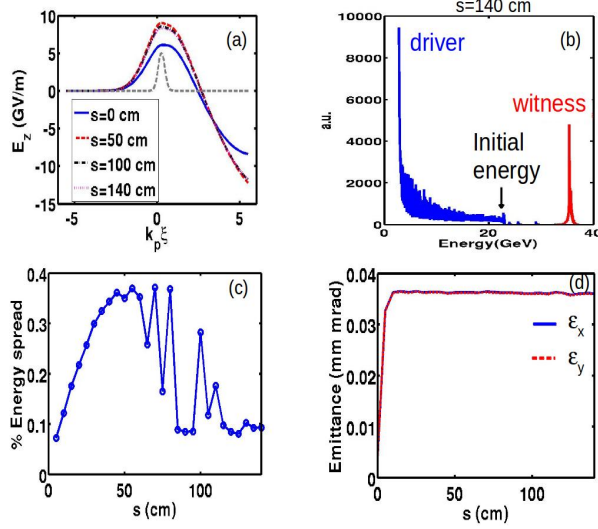 (a)
10
5
0
-5
-10
-15
E_z (GV/m)
s=0 cm
s=50 cm
s=100 cm
s=140 cm
-5 0 5
k_pξ
s=140 cm
(b)
10000
8000
6000
4000
2000
0
a.u.
driver
witness
Initial
energy
0 20 40
Energy(GeV)
(c)
0.4
0.3
0.2
0.1
0
% Energy spread
0 50 100
s (cm)
(d)
0.04
0.03
0.02
0.01
0
Emittance (mm mrad)
ε_x
ε_y
0 50 100
s (cm)